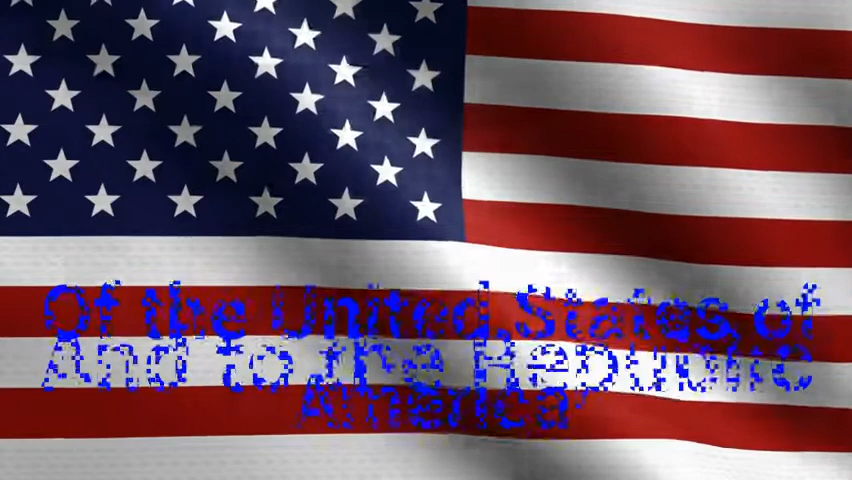 Of the United States of
And to the Republic
America